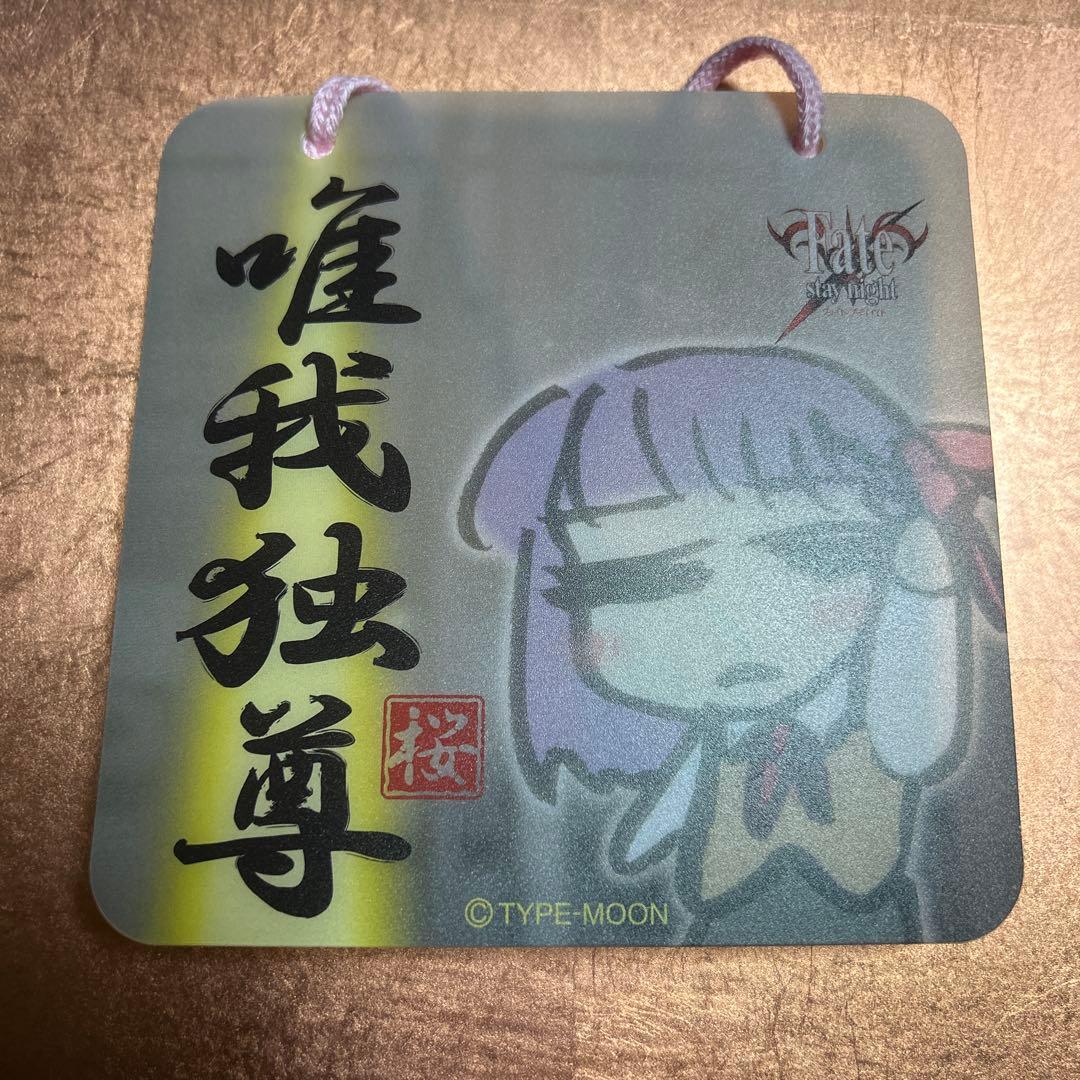 唯我独尊
桜
Fate
stay night
©TYPE-MOON